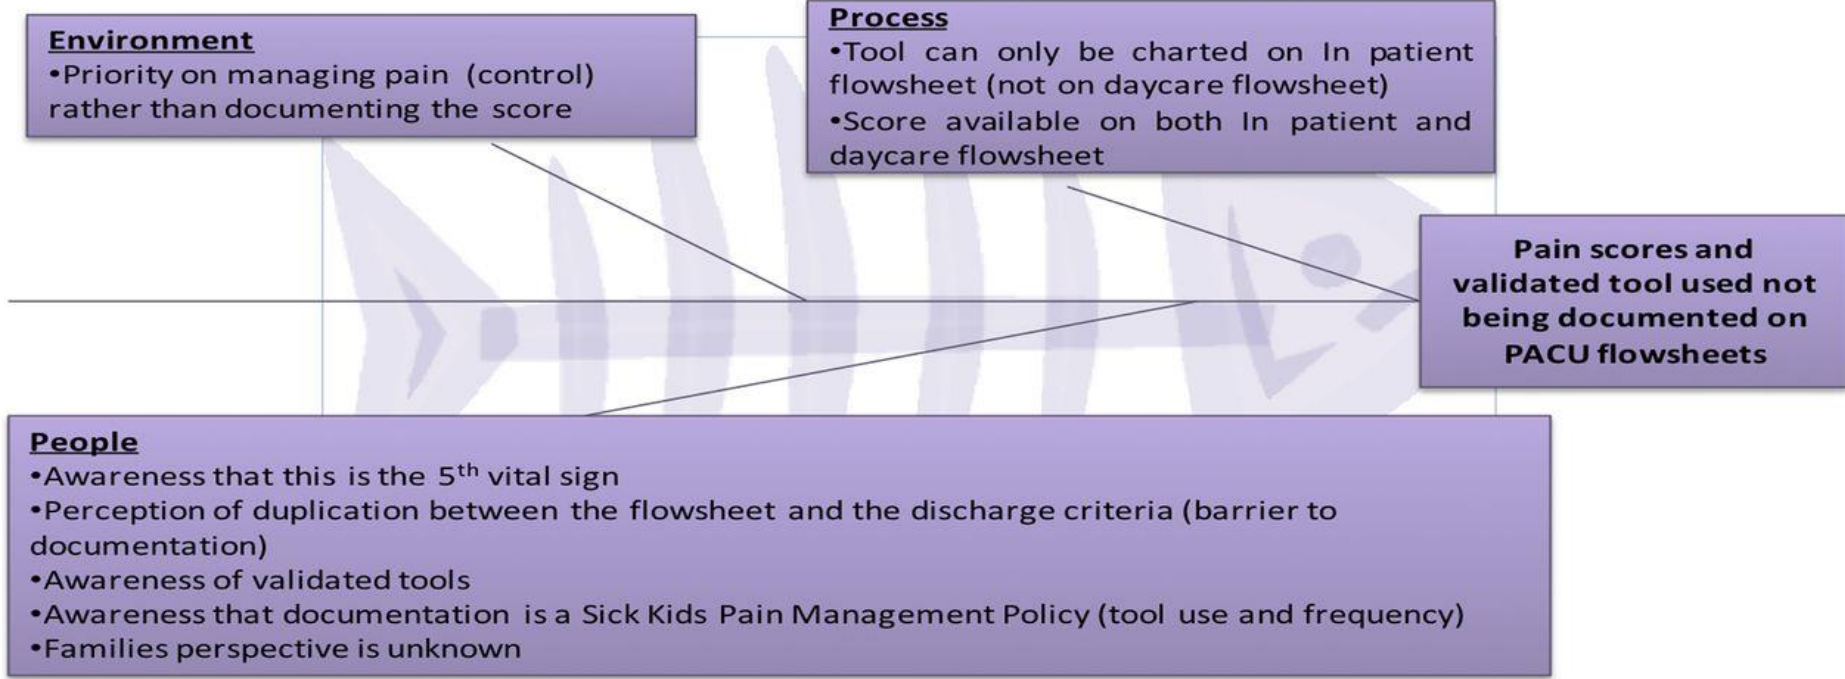 Environment
•Priority on managing pain (control)
rather than documenting the score
Process
•Tool can only be charted on In patient
flowsheet (not on daycare flowsheet)
•Score available on both In patient and
daycare flowsheet
Pain scores and
validated tool used not
being documented on
PACU flowsheets
People
•Awareness that this is the 5th vital sign
•Perception of duplication between the flowsheet and the discharge criteria (barrier to
documentation)
•Awareness of validated tools
•Awareness that documentation is a Sick Kids Pain Management Policy (tool use and frequency)
•Families perspective is unknown